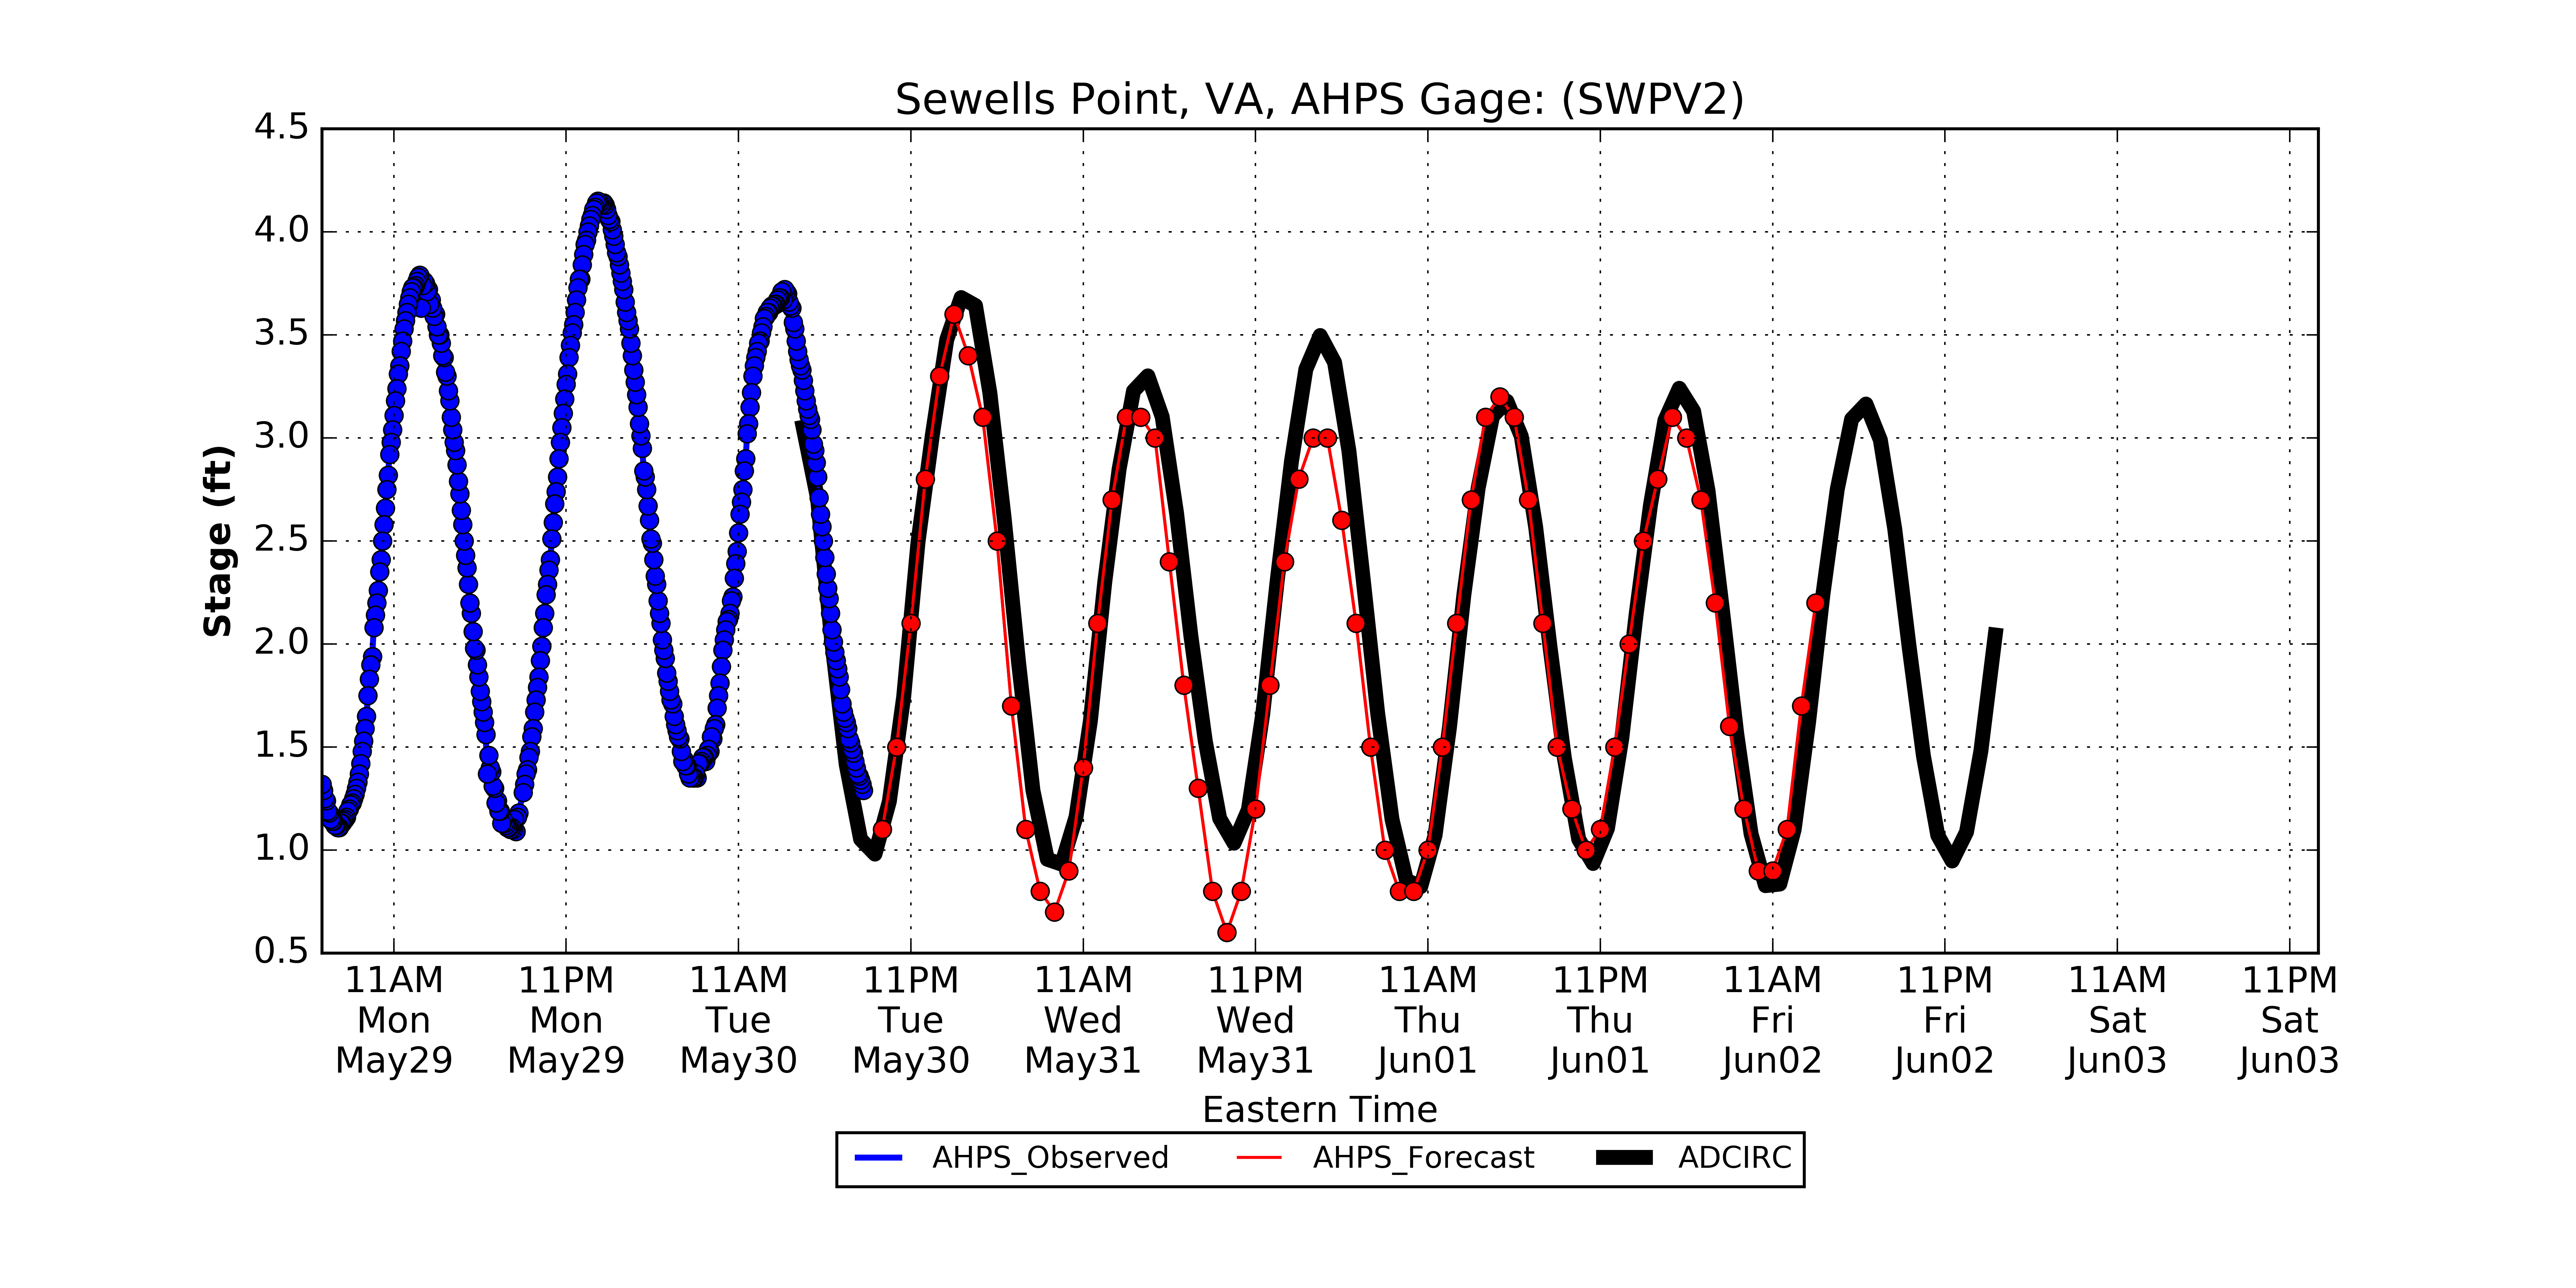 Sewells Point, VA, AHPS Gage: (SWPV2)
4.5
4.0
3.5
3.0
2.5
2.0
1.5
1.0
0.5
Stage (ft)
11AM 11PM 11AM 11PM 11AM 11PM 11AM 11PM 11AM 11PM 11AM 11PM
Mon Mon Tue Tue Wed Wed Thu Thu Fri Fri Sat Sat
May29 May29 May30 May30 May31 May31 Jun01 Jun01 Jun02 Jun02 Jun03 Jun03
Eastern Time
AHPS_Observed AHPS_Forecast ADCIRC